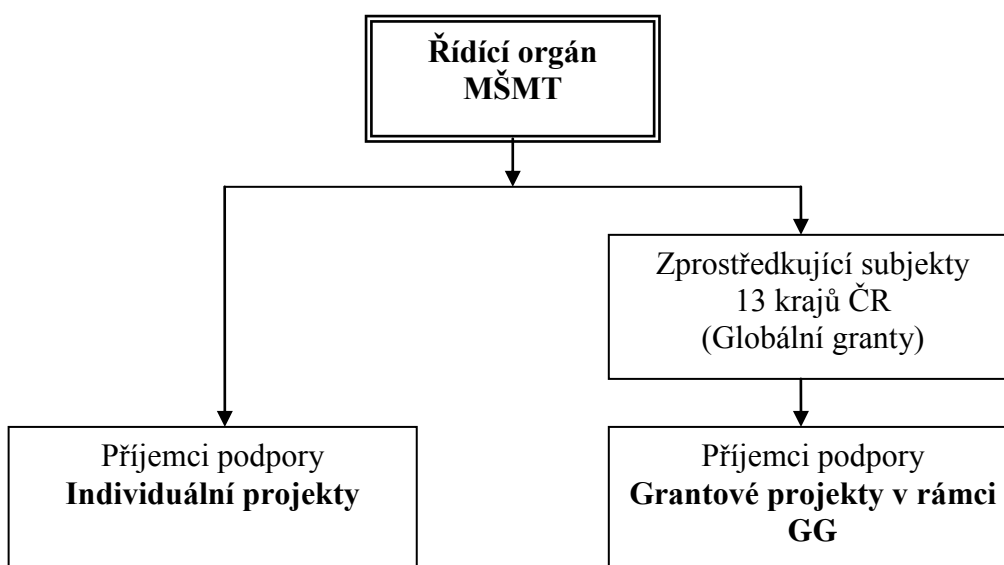 Řídící orgán
MŠMT
Zprostředkující subjekty
13 krajů ČR
(Globální granty)
Příjemci podpory
Individuální projekty
Příjemci podpory
Grantové projekty v rámci
GG